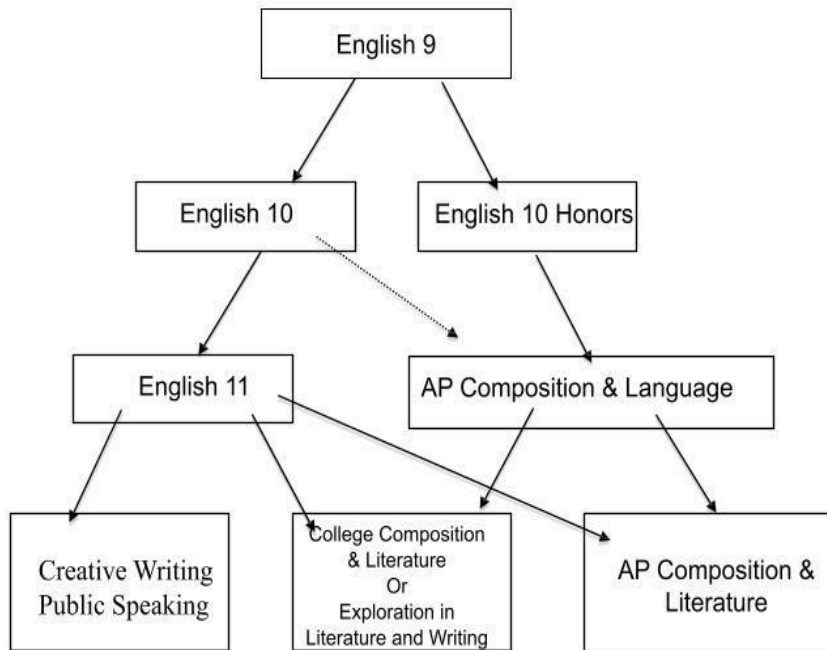 English 9
English 10
English 10 Honors
English 11
AP Composition & Language
Creative Writing
Public Speaking
College Composition
& Literature
Or
Exploration in
Literature and Writing
AP Composition &
Literature